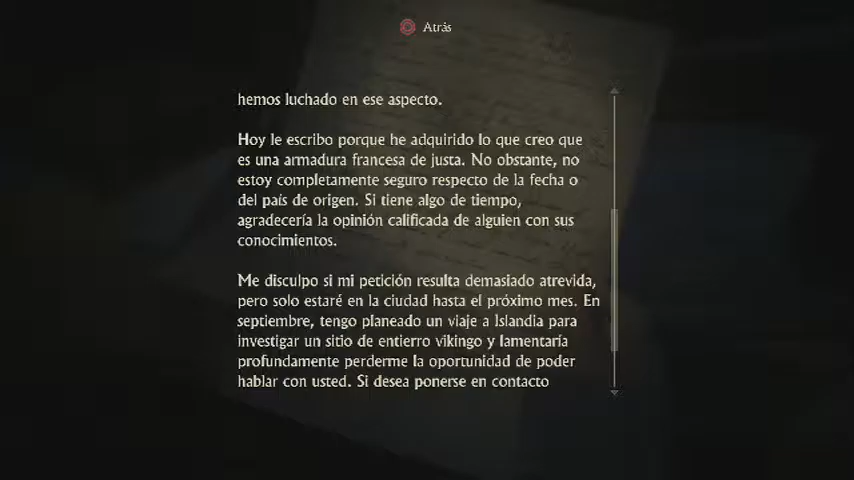 Atrás
hemos luchado en ese aspecto.
Hoy le escribo porque he adquirido lo que creo que
es una armadura francesa de justa. No obstante, no
estoy completamente seguro respecto de la fecha o
del país de origen. Si tiene algo de tiempo,
agradecería la opinión calificada de alguien con sus
conocimientos.
Me disculpo si mi petición resulta demasiado atrevida,
pero solo estaré en la ciudad hasta el próximo mes. En
septiembre, tengo planeado un viaje a Islandia para
investigar un sitio de entierro vikingo y lamentaría
profundamente perderme la oportunidad de poder
hablar con usted. Si desea ponerse en contacto